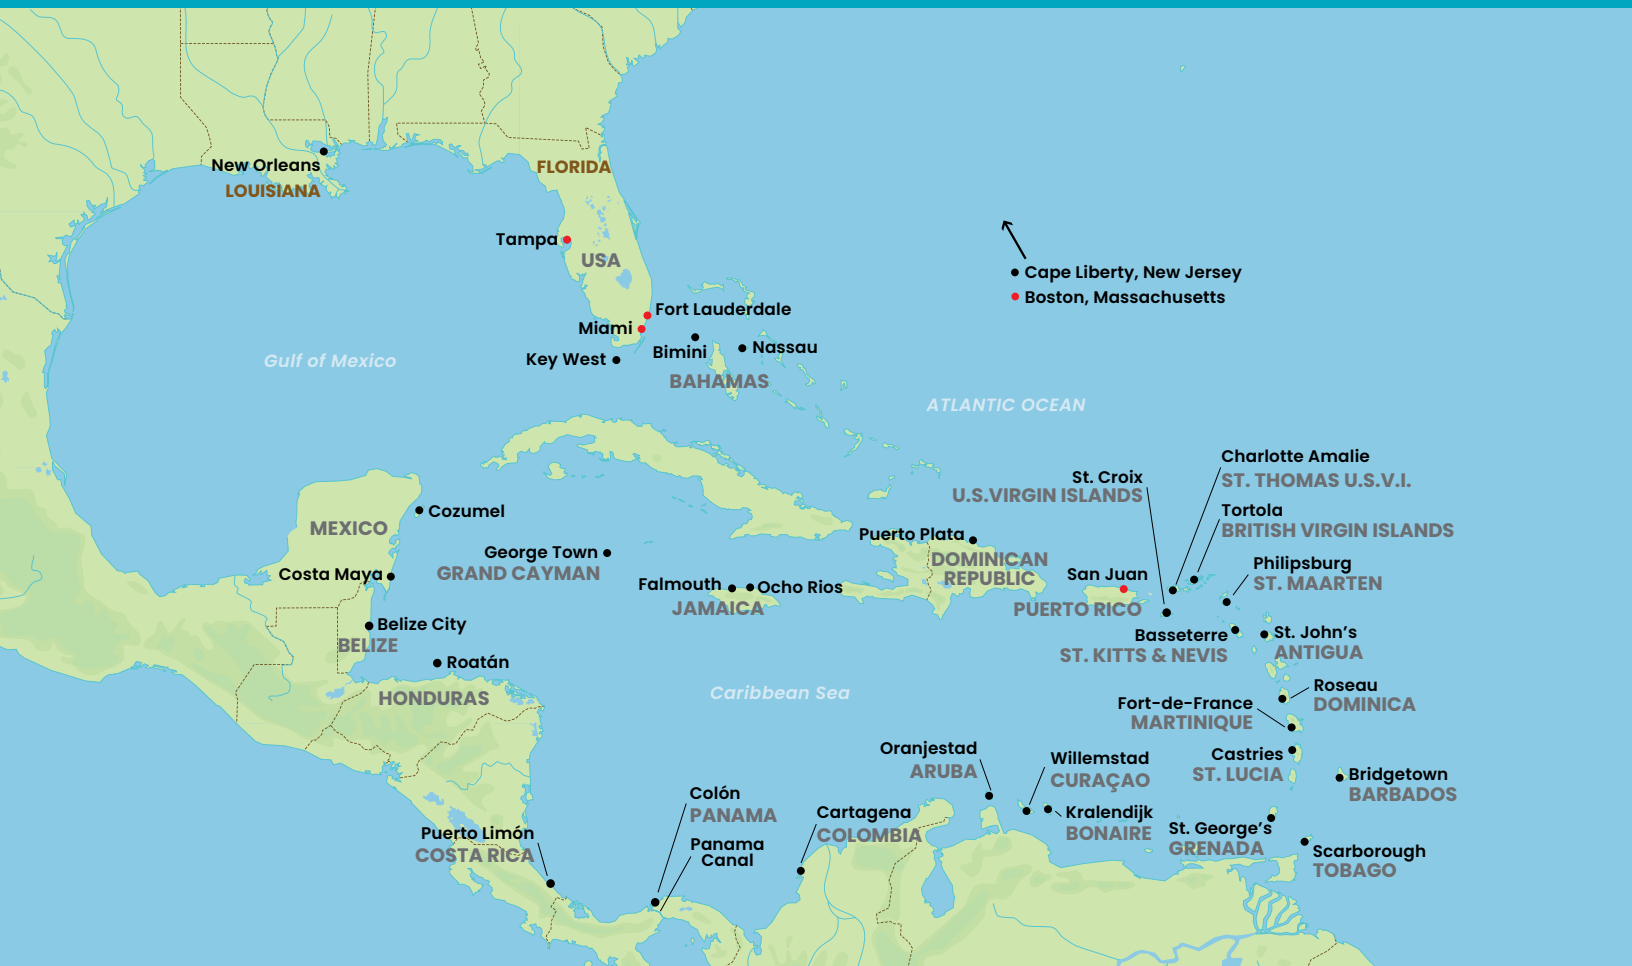 New Orleans
LOUISIANA
FLORIDA
Tampa
USA
Fort Lauderdale
Miami
Key West
Bimini
Nassau
BAHAMAS
Cape Liberty, New Jersey
Boston, Massachusetts
Gulf of Mexico
ATLANTIC OCEAN
Charlotte Amalie
ST. THOMAS U.S.V.I.
St. Croix
U.S.VIRGIN ISLANDS
Tortola
BRITISH VIRGIN ISLANDS
Cozumel
MEXICO
Costa Maya
George Town
GRAND CAYMAN
Puerto Plata
DOMINICAN
REPUBLIC
Falmouth
Ocho Rios
JAMAICA
San Juan
PUERTO RICO
Philipsburg
ST. MAARTEN
Belize City
BELIZE
Roatán
HONDURAS
Basseterre
ST. KITTS & NEVIS
St. John’s
ANTIGUA
Caribbean Sea
Roseau
DOMINICA
Fort-de-France
MARTINIQUE
Castries
ST. LUCIA
Bridgetown
BARBADOS
Oranjestad
ARUBA
Willemstad
CURAÇAO
Kralendijk
BONAIRE
Colón
PANAMA
Panama
Canal
Cartagena
COLOMBIA
Puerto Limón
COSTA RICA
St. George’s
GRENADA
Scarborough
TOBAGO